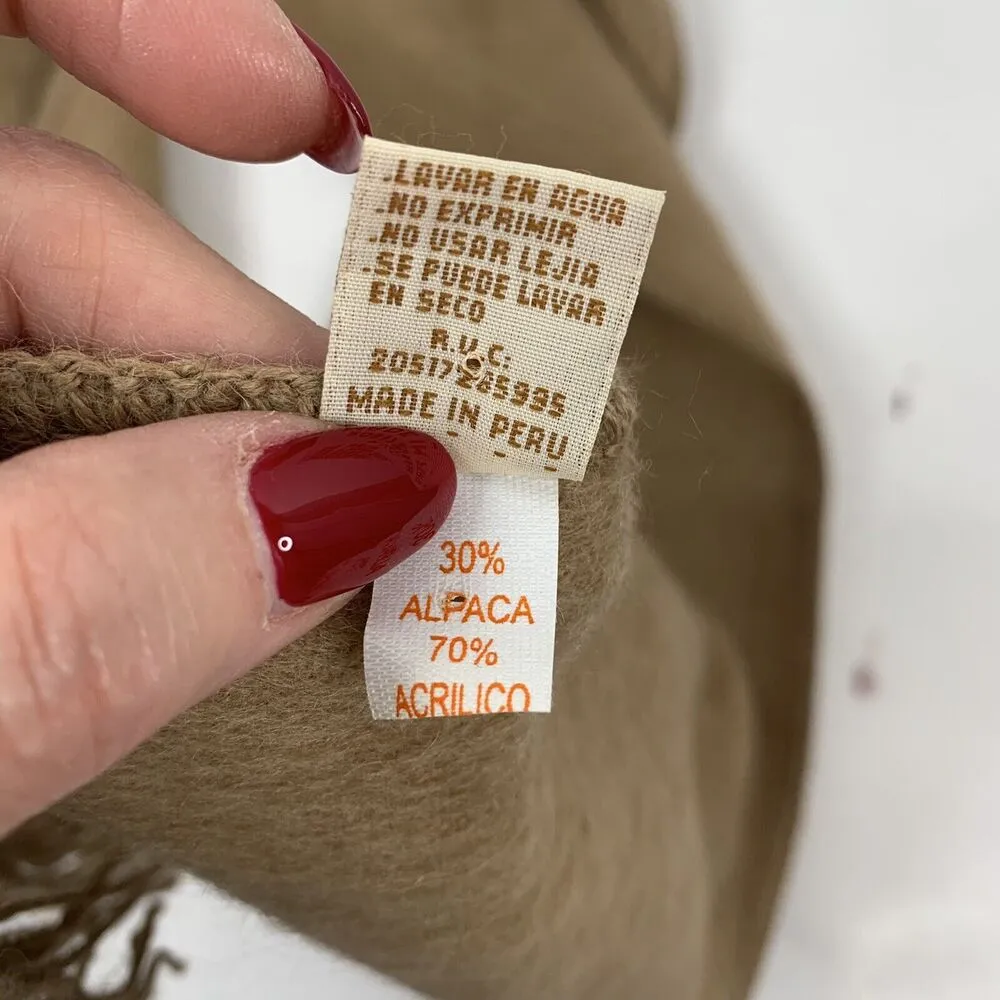 .LAVAR EN AGUA
.NO EXPRIMIR
.NO USAR LEJIA
.SE PUEDE LAVAR
EN SECO
R.U.C.
MADE IN PERU
30%
ALPACA
70%
ACRILICO